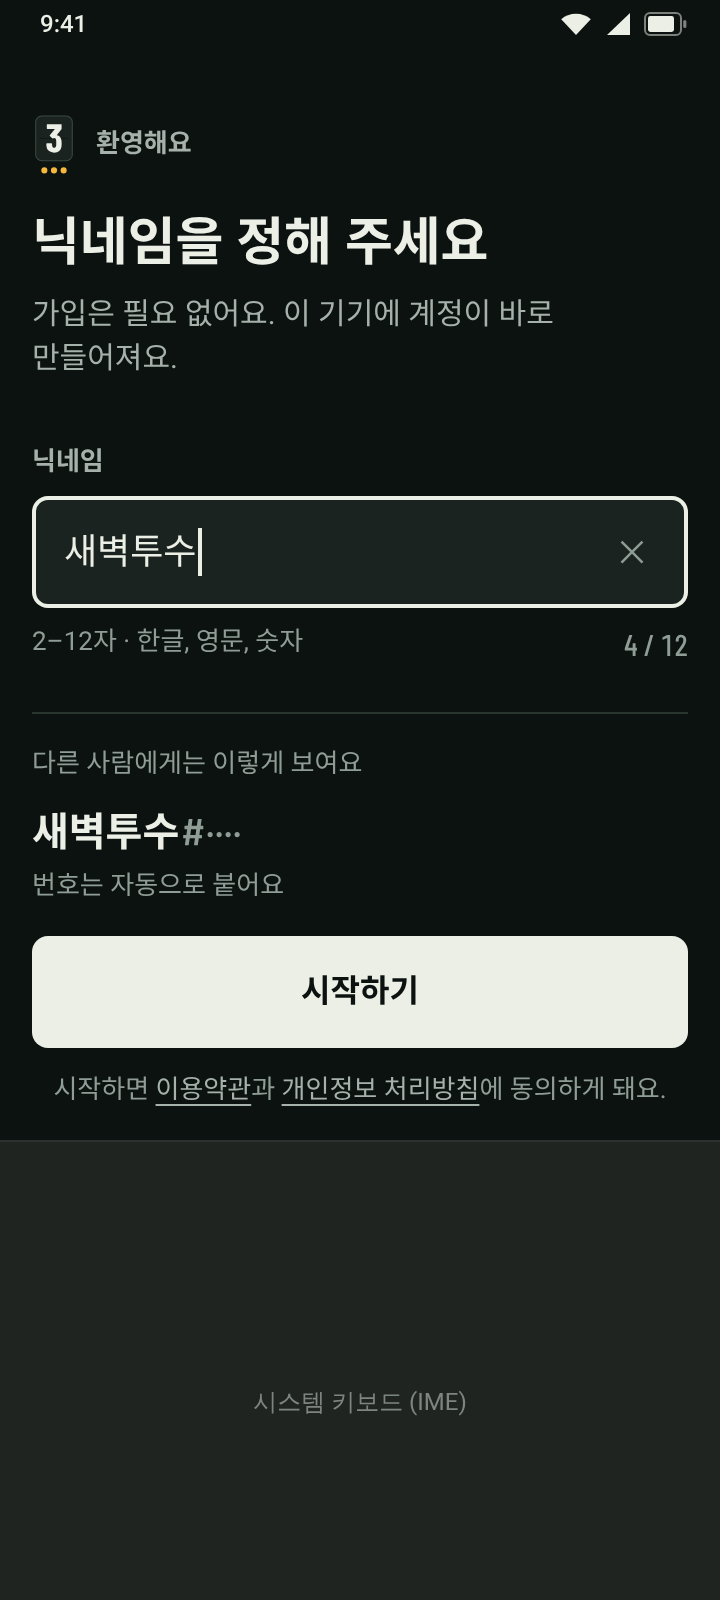 9:41
3 환영해요
닉네임을 정해 주세요
가입은 필요 없어요. 이 기기에 계정이 바로
만들어져요.
닉네임
새벽투수
2–12자 · 한글, 영문, 숫자 4 / 12
다른 사람에게는 이렇게 보여요
새벽투수#····
번호는 자동으로 붙어요
시작하기
시작하면 이용약관과 개인정보 처리방침에 동의하게 돼요.
시스템 키보드 (IME)